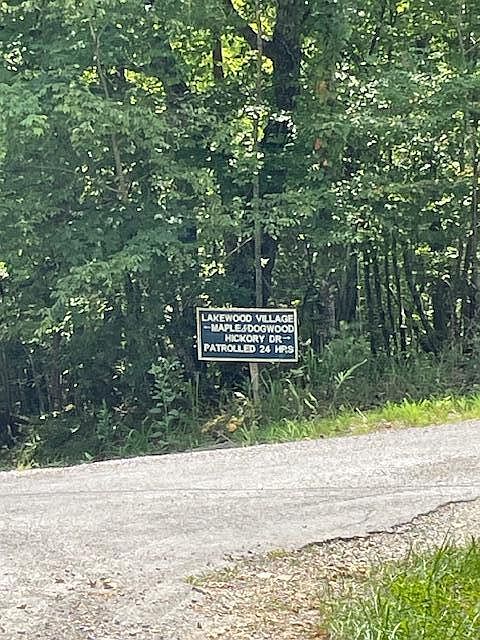 LAKEWOOD VILLAGE
←MAPLE&DOGWOOD
HICKORY DR→
PATROLLED 24 HRS